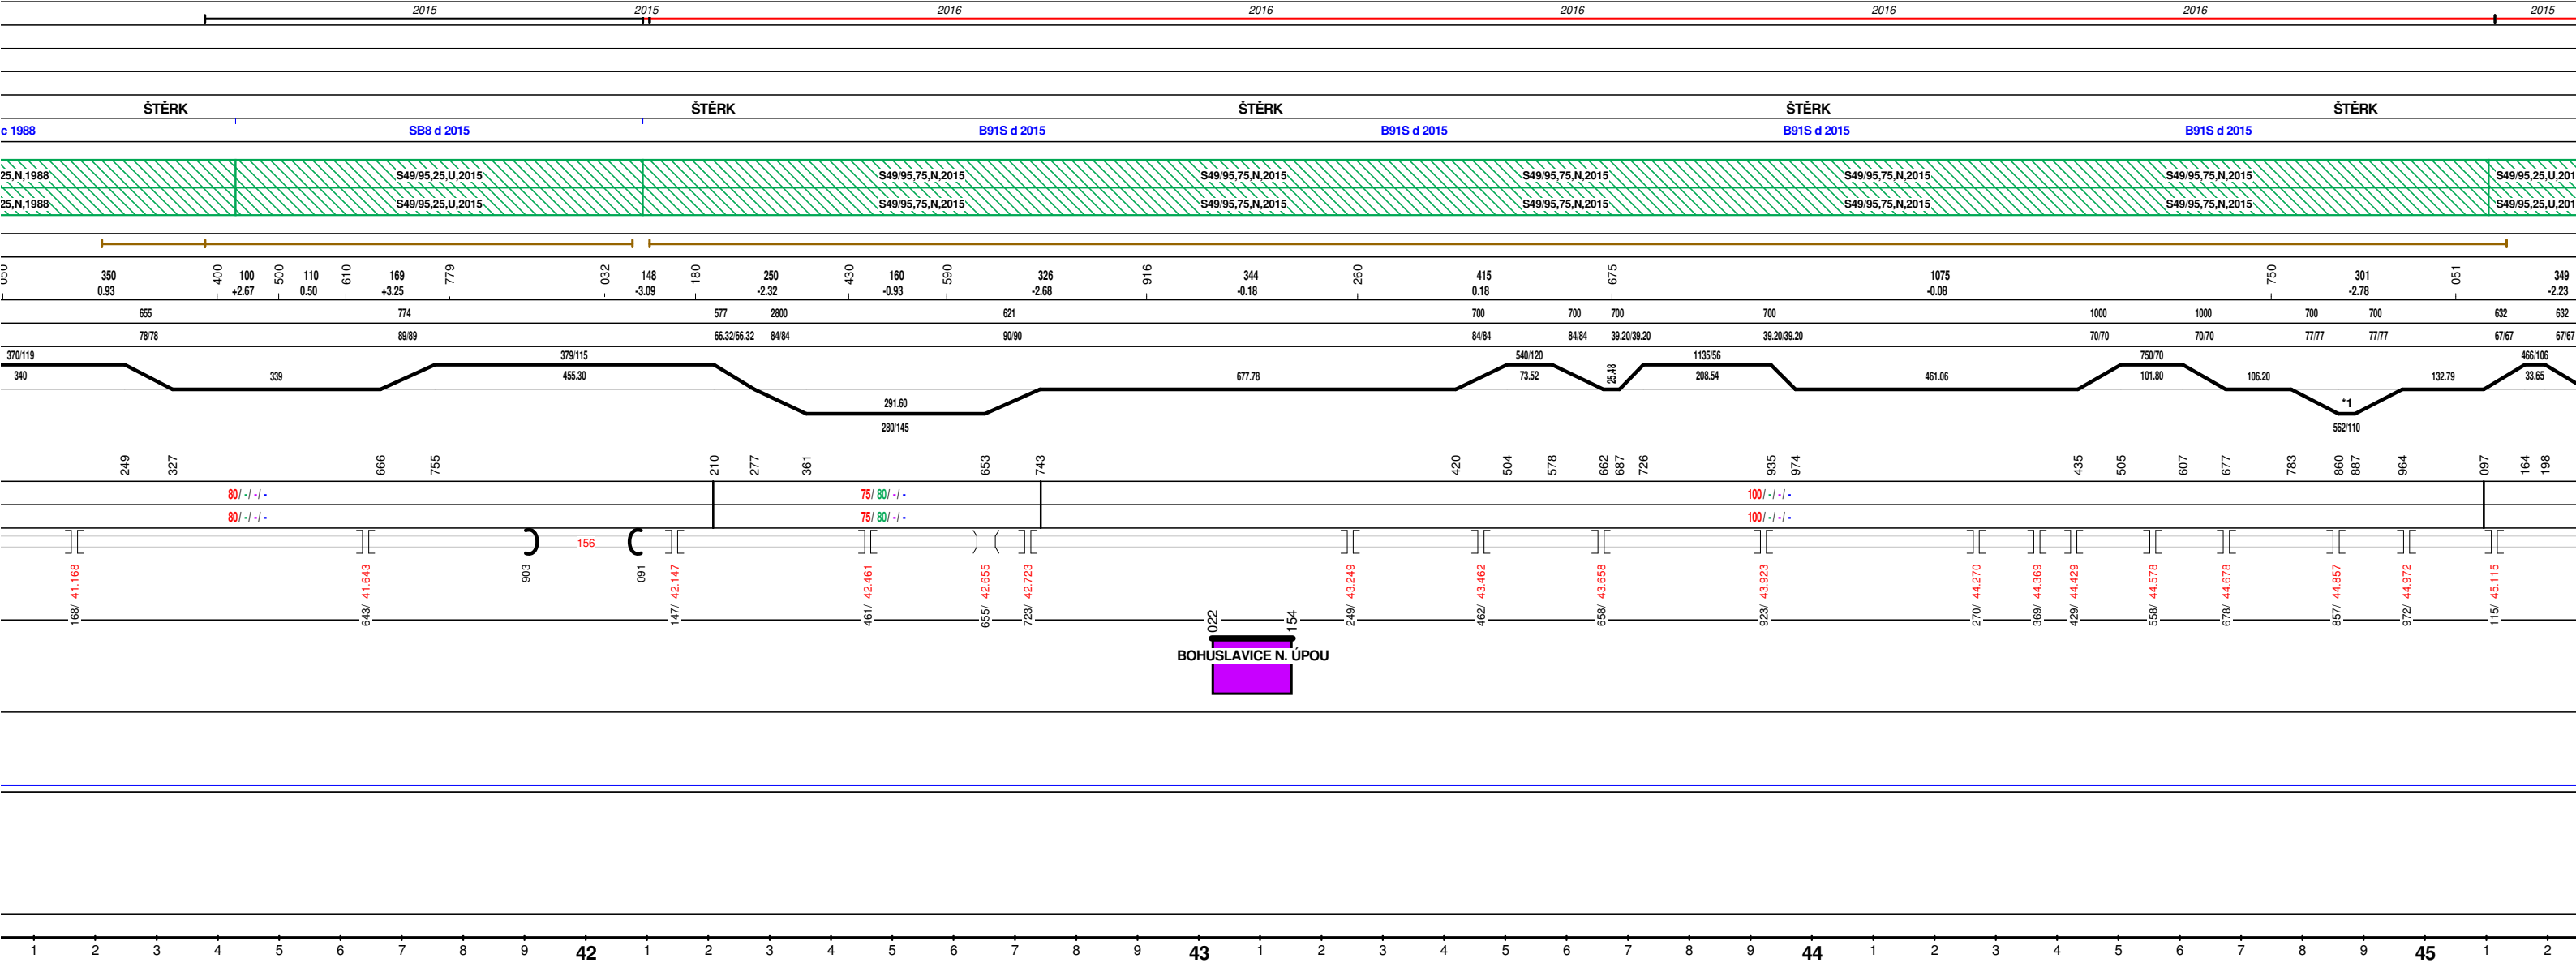 2015 2015 2016 2016 2016 2016 2016 2015
ŠTĚRK ŠTĚRK ŠTĚRK ŠTĚRK ŠTĚRK
c 1988 SB8 d 2015 B91S d 2015 B91S d 2015 B91S d 2015 B91S d 2015
25,N,1988 S49/95,25,U,2015 S49/95,75,N,2015 S49/95,75,N,2015 S49/95,75,N,2015 S49/95,75,N,2015 S49/95,75,N,2015 S49/95,25,U,201
25,N,1988 S49/95,25,U,2015 S49/95,75,N,2015 S49/95,75,N,2015 S49/95,75,N,2015 S49/95,75,N,2015 S49/95,75,N,2015 S49/95,25,U,201
050 350 400 100 500 110 610 169 779 032 148 180 250 430 160 590 326 916 344 260 415 675 1075 750 301 051 349
0.93 +2.67 0.50 +3.25 -3.09 -2.32 -0.93 -2.68 -0.18 0.18 -0.08 -2.78 -2.23
655 774 577 2800 621 700 700 700 700 1000 1000 700 700 632 632
78/78 89/89 66.32/66.32 84/84 90/90 84/84 84/84 39.20/39.20 39.20/39.20 70/70 70/70 77/77 77/77 67/67 67/67
370/119 379/115 540/120 1135/56 750/70 466/106
340 339 455.30 677.78 73.52 25.48 208.54 461.06 101.80 106.20 132.79 33.65
291.60 *1
280/145 562/110
249 327 666 755 210 277 361 653 743 420 504 578 662 687 726 935 974 435 505 607 677 783 860 887 964 097 164 198
80/ -/ -/ - 75/ 80/ -/ - 100/ -/ -/ -
80/ -/ -/ - 75/ 80/ -/ - 100/ -/ -/ -
156
168/ 41.168 643/ 41.643 903 091 147/ 42.147 461/ 42.461 655/ 42.655 723/ 42.723 249/ 43.249 462/ 43.462 658/ 43.658 923/ 43.923 270/ 44.270 369/ 44.369 429/ 44.429 558/ 44.578 678/ 44.678 857/ 44.857 972/ 44.972 115/ 45.115
022 154
BOHUSLAVICE N. ÚPOU
1 2 3 4 5 6 7 8 9 42 1 2 3 4 5 6 7 8 9 43 1 2 3 4 5 6 7 8 9 44 1 2 3 4 5 6 7 8 9 45 1 2